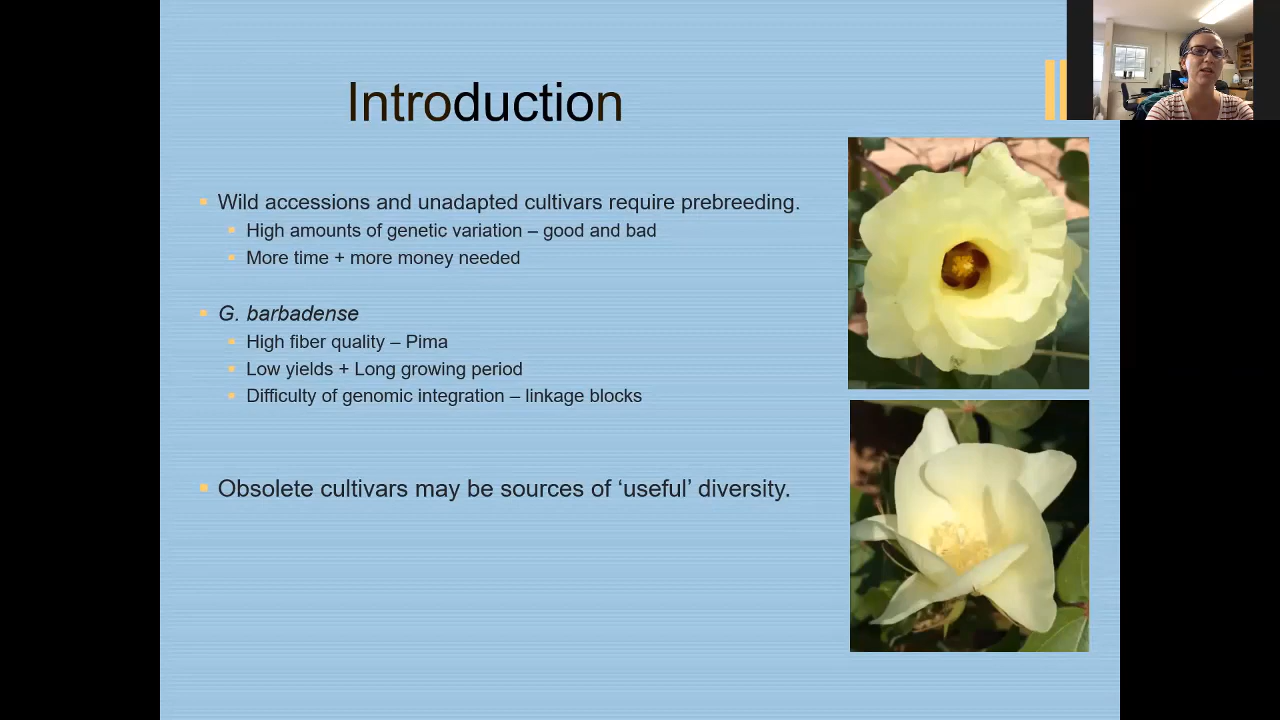 Introduction
Wild accessions and unadapted cultivars require prebreeding.
High amounts of genetic variation – good and bad
More time + more money needed
G. barbadense
High fiber quality – Pima
Low yields + Long growing period
Difficulty of genomic integration – linkage blocks
Obsolete cultivars may be sources of ‘useful’ diversity.